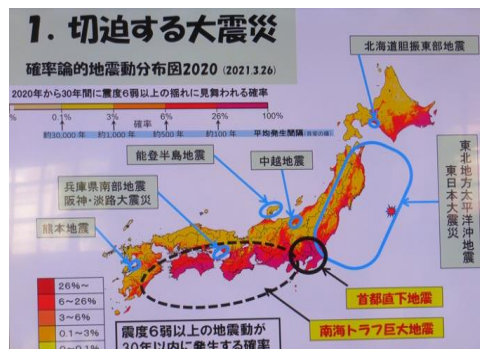 1. 切迫する大震災
確率論的地震動分布図2020 (2021.3.26)
2020年から30年間に震度6弱以上の揺れに見舞われる確率
0.1% 3% 6% 26% 100%
確率
約30,000年 約1,000年 約500年 約100年 平均発生間隔
北海道胆振東部地震
能登半島地震
中越地震
兵庫県南部地震
阪神・淡路大震災
熊本地震
東北地方太平洋沖地震
東日本大震災
首都直下地震
南海トラフ巨大地震
26%~
6~26%
3~6%
0.1~3%
0~0.1%
震度6弱以上の地震動が
30年以内に発生する確率